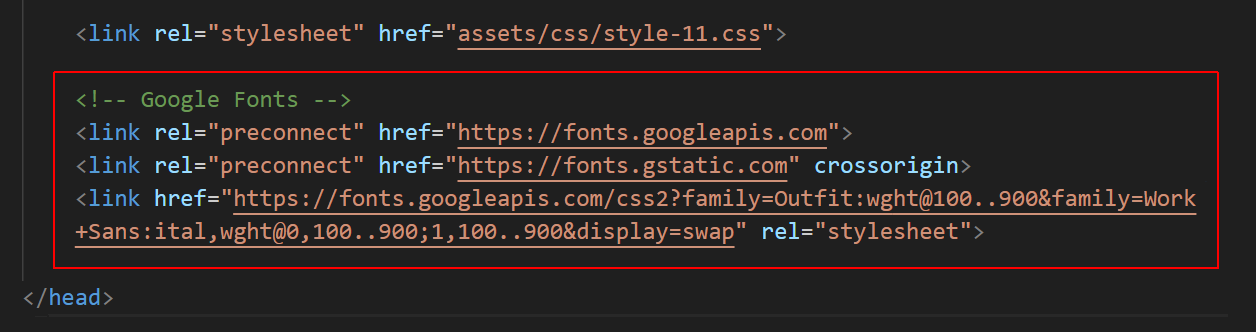 <link rel="stylesheet" href="assets/css/style-11.css">
<!-- Google Fonts -->
<link rel="preconnect" href="https://fonts.googleapis.com">
<link rel="preconnect" href="https://fonts.gstatic.com" crossorigin>
<link href="https://fonts.googleapis.com/css2?family=Outfit:wght@100..900&family=Work
+Sans:ital,wght@0,100..900;1,100..900&display=swap" rel="stylesheet">
</head>